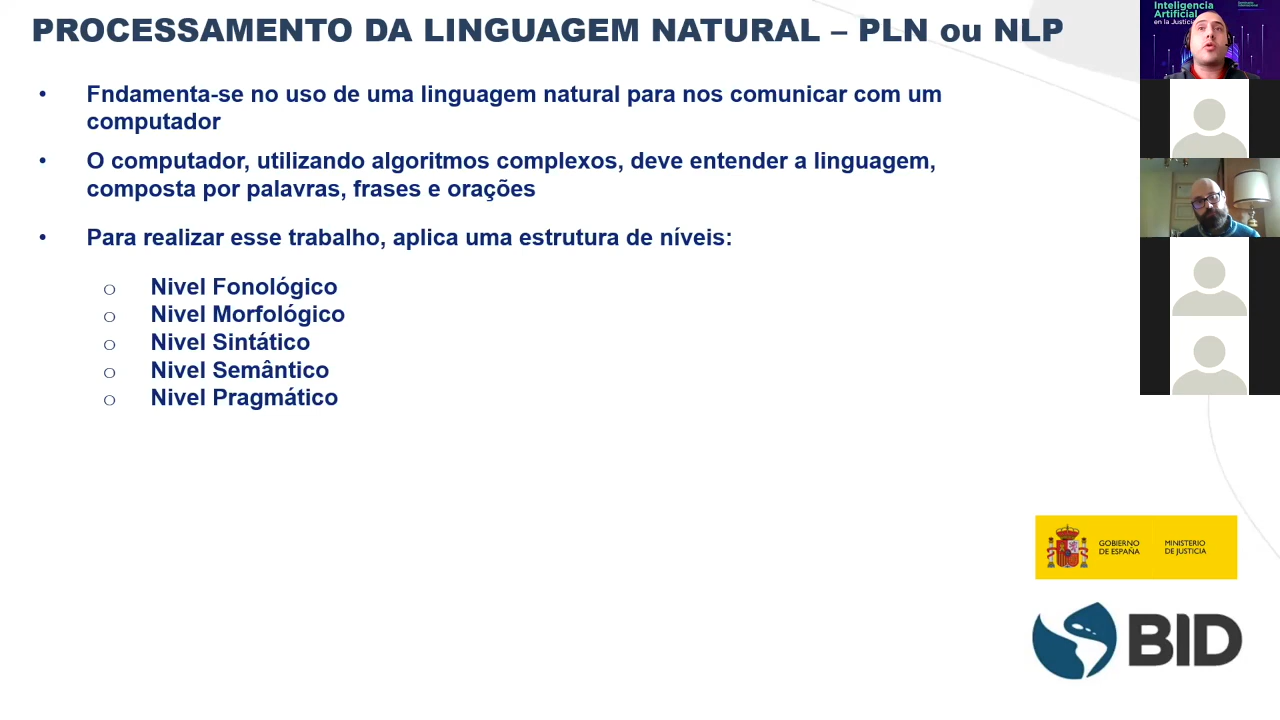 PROCESSAMENTO DA LINGUAGEM NATURAL – PLN ou NLP
• Fndamenta-se no uso de uma linguagem natural para nos comunicar com um
computador
• O computador, utilizando algoritmos complexos, deve entender a linguagem,
composta por palavras, frases e orações
• Para realizar esse trabalho, aplica uma estrutura de níveis:
o Nivel Fonológico
o Nivel Morfológico
o Nivel Sintático
o Nivel Semântico
o Nivel Pragmático
Inteligencia
Artificial
en la Justicia
GOBIERNO
DE ESPAÑA
MINISTERIO
DE JUSTICIA
BID